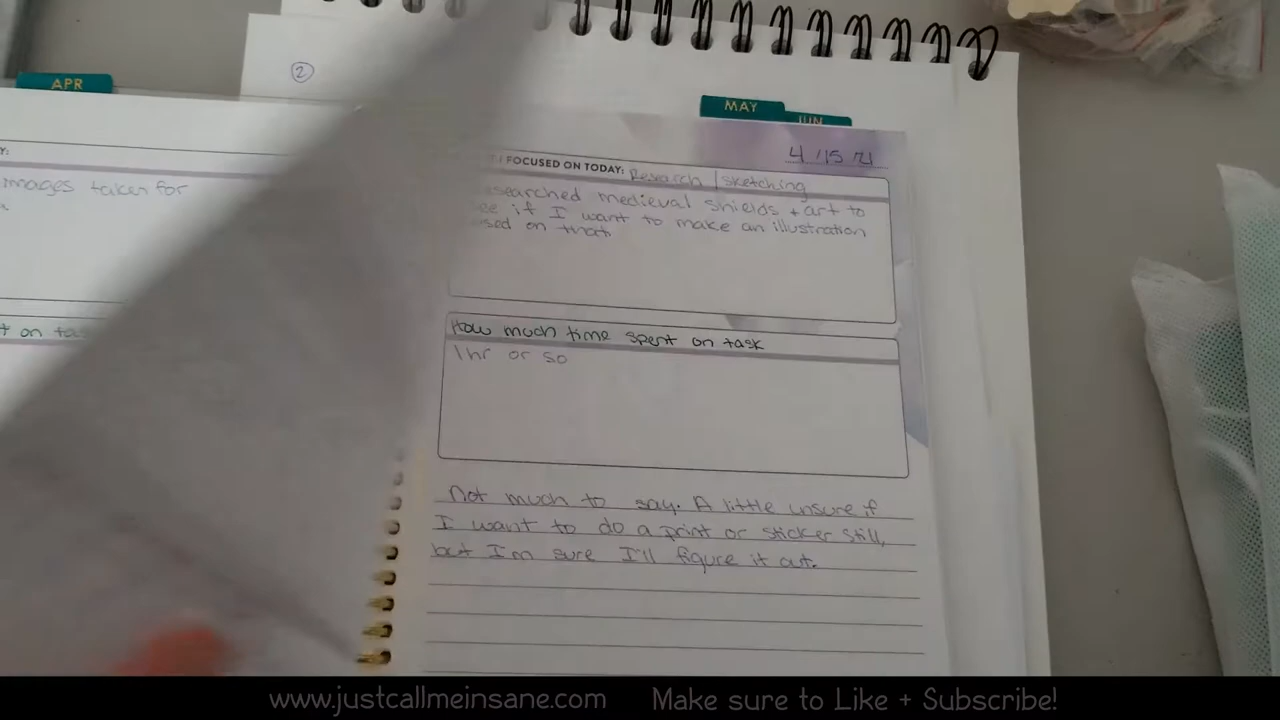 APR
2
MAY
JUN
4/15/21
Y:
I FOCUSED ON TODAY: Research / sketching
images taken for
searched medieval shields + art to
see if I want to make an illustration
based on that.
t on tas
How much time spent on task
1hr or so
Not much to say. A little unsure if
I want to do a print or sticker still,
but I'm sure I'll figure it out.
www.justcallmeinsane.com Make sure to Like + Subscribe!